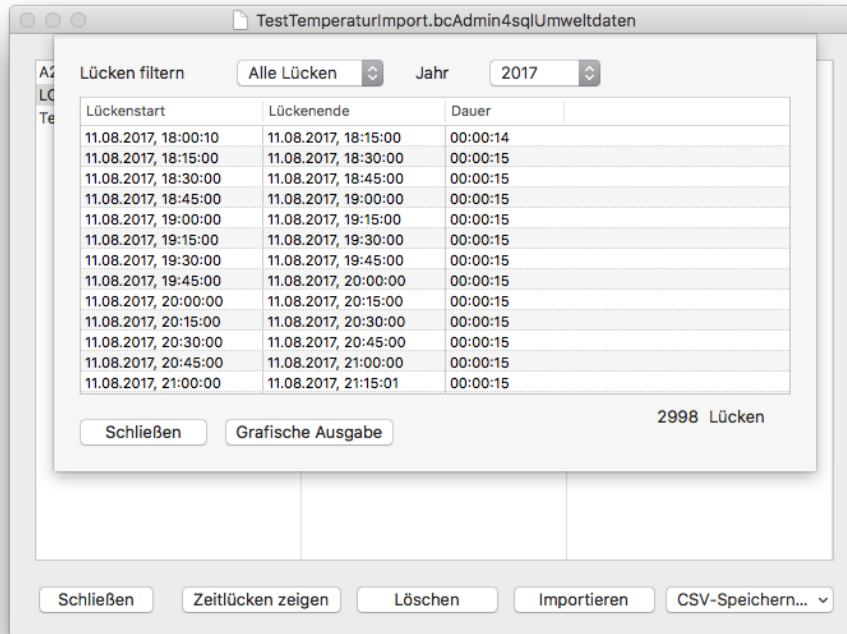 TestTemperaturImport.bcAdmin4sqlUmweltdaten
Lücken filtern Alle Lücken Jahr 2017
Lückenstart Lückenende Dauer
11.08.2017, 18:00:10 11.08.2017, 18:15:00 00:00:14
11.08.2017, 18:15:00 11.08.2017, 18:30:00 00:00:15
11.08.2017, 18:30:00 11.08.2017, 18:45:00 00:00:15
11.08.2017, 18:45:00 11.08.2017, 19:00:00 00:00:15
11.08.2017, 19:00:00 11.08.2017, 19:15:00 00:00:15
11.08.2017, 19:15:00 11.08.2017, 19:30:00 00:00:15
11.08.2017, 19:30:00 11.08.2017, 19:45:00 00:00:15
11.08.2017, 19:45:00 11.08.2017, 20:00:00 00:00:15
11.08.2017, 20:00:00 11.08.2017, 20:15:00 00:00:15
11.08.2017, 20:15:00 11.08.2017, 20:30:00 00:00:15
11.08.2017, 20:30:00 11.08.2017, 20:45:00 00:00:15
11.08.2017, 20:45:00 11.08.2017, 21:00:00 00:00:15
11.08.2017, 21:00:00 11.08.2017, 21:15:01 00:00:15
2998 Lücken
Schließen Grafische Ausgabe
Schließen Zeitlücken zeigen Löschen Importieren CSV-Speichern...